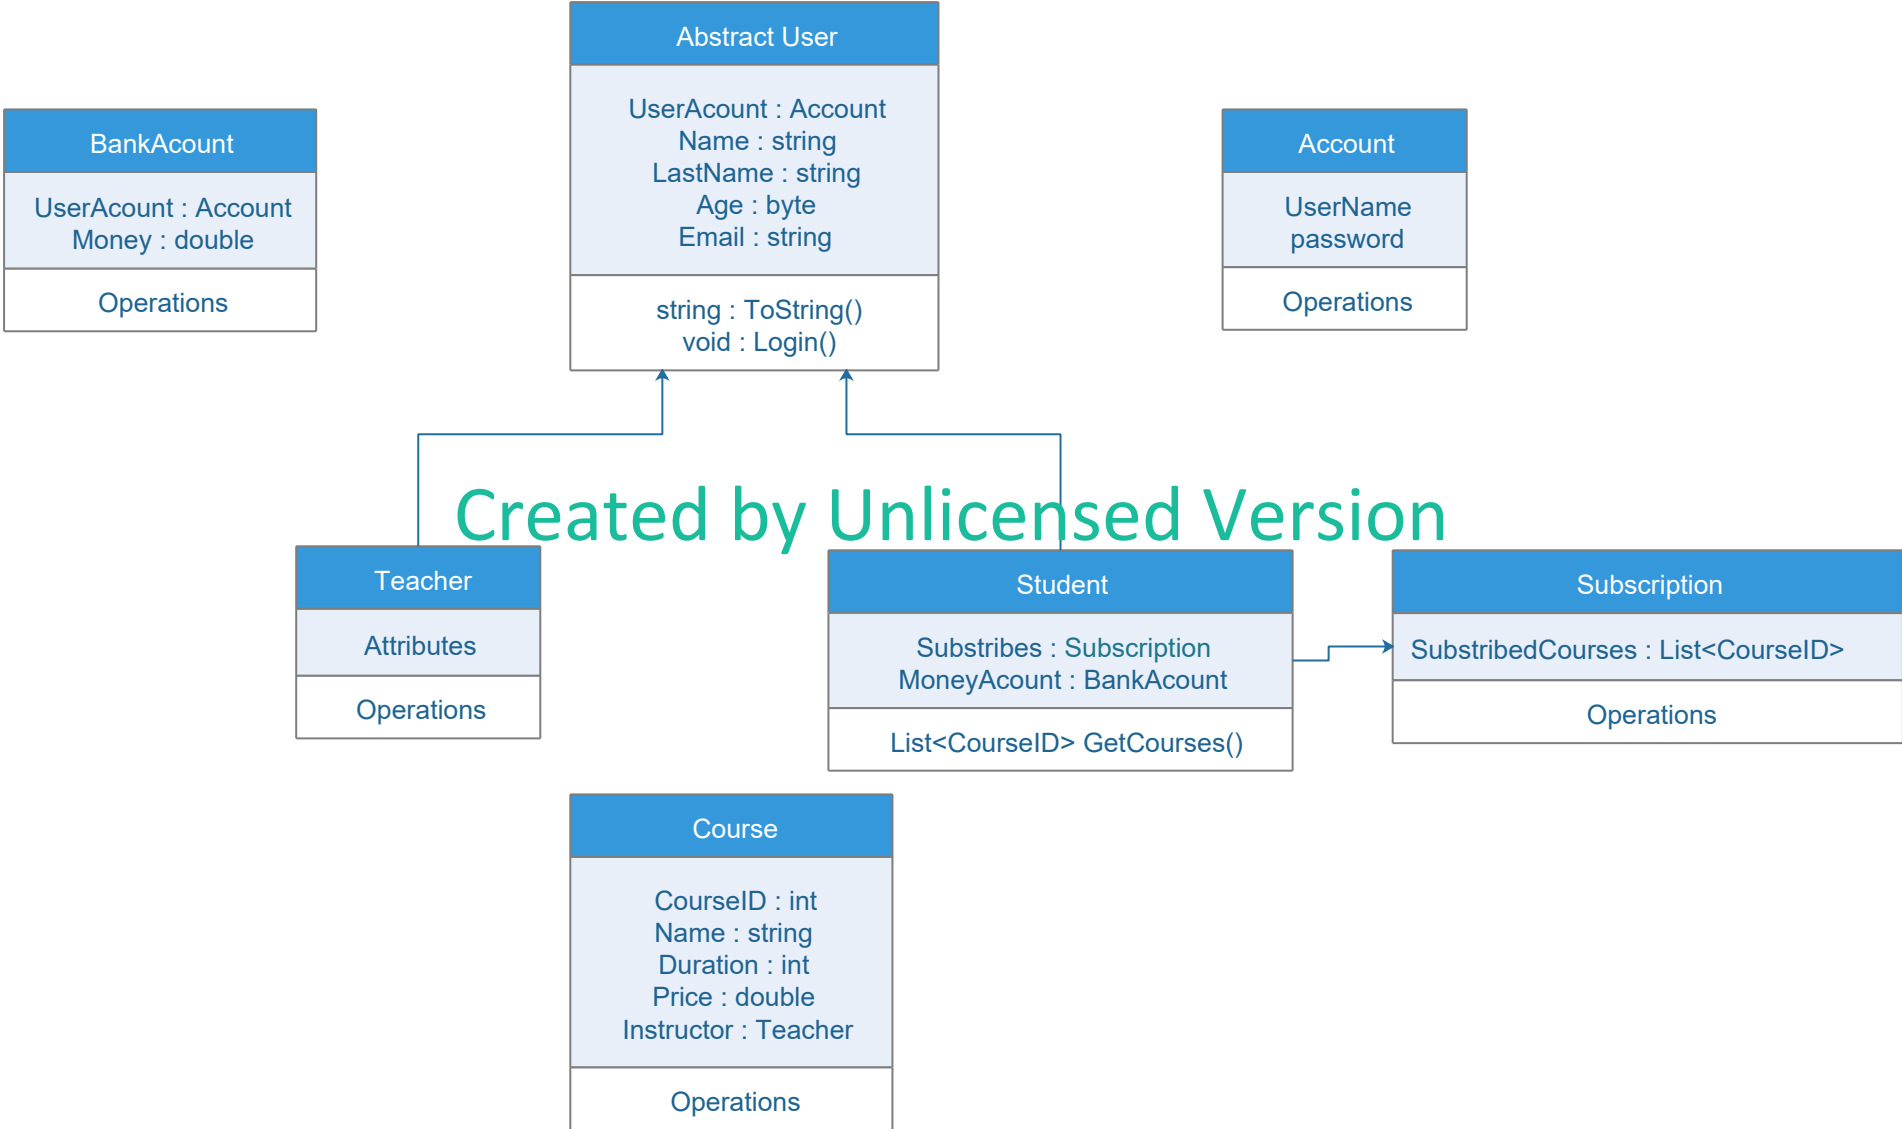 Abstract User
UserAcount : Account
Name : string
LastName : string
Age : byte
Email : string
string : ToString()
void : Login()
BankAcount
UserAcount : Account
Money : double
Operations
Account
UserName
password
Operations
Created by Unlicensed Version
Teacher
Attributes
Operations
Student
Substribes : Subscription
MoneyAcount : BankAcount
List<CourseID> GetCourses()
Subscription
SubstribedCourses : List<CourseID>
Operations
Course
CourseID : int
Name : string
Duration : int
Price : double
Instructor : Teacher
Operations